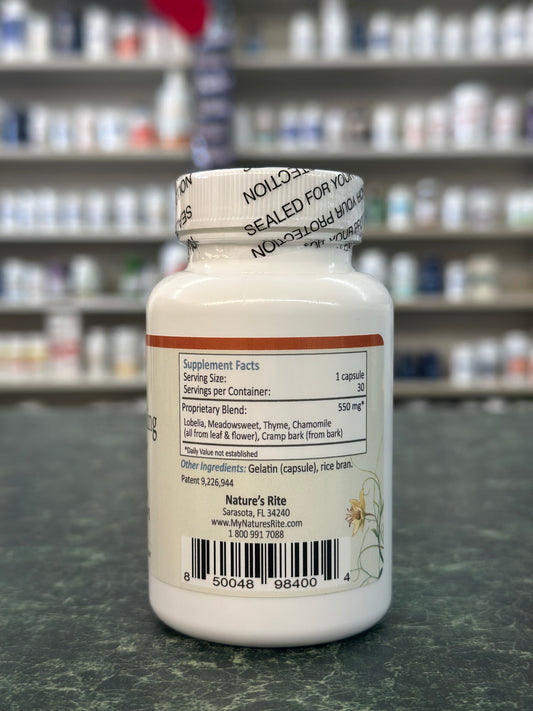 NOITCETORP
SEALED FOR YOUR
Supplement Facts
Serving Size: 1 capsule
Servings per Container: 30
Proprietary Blend: 550 mg*
Lobelia, Meadowsweet, Thyme, Chamomile
(all from leaf & flower), Cramp bark (from bark)
*Daily Value not established
Other Ingredients: Gelatin (capsule), rice bran.
Patent 9,226,944
Nature's Rite
Sarasota, FL 34240
www.MyNaturesRite.com
1 800 991 7088
8 50048 98400 4